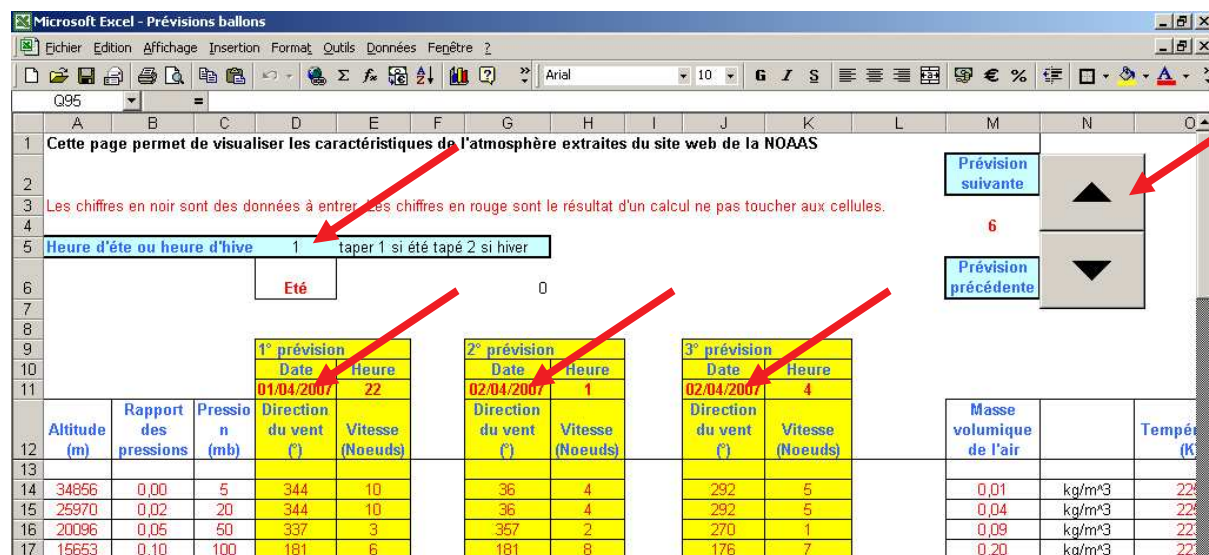 Microsoft Excel - Prévisions ballons
Fichier Edition Affichage Insertion Format Outils Données Fenêtre ?
Arial 10 G I S € %
Q95 =
A B C D E F G H I J K L M N O
1 Cette page permet de visualiser les caractéristiques de l'atmosphère extraites du site web de la NOAAS
2 Prévision suivante
3 Les chiffres en noir sont des données à entrer. Les chiffres en rouge sont le résultat d'un calcul ne pas toucher aux cellules.
4 6
5 Heure d'éte ou heure d'hive 1 taper 1 si été tapé 2 si hiver
6 Eté 0 Prévision précédente
7
8
9 1° prévision 2° prévision 3° prévision
10 Date Heure Date Heure Date Heure
11 01/04/2007 22 02/04/2007 1 02/04/2007 4
12 Altitude (m) Rapport des pressions Pression (mb) Direction du vent (°) Vitesse (Noeuds) Direction du vent (°) Vitesse (Noeuds) Direction du vent (°) Vitesse (Noeuds) Masse volumique de l'air
13
14 34856 0,00 5 344 10 36 4 292 5 0,01 kg/m^3
15 25970 0,02 20 344 10 36 4 292 5 0,04 kg/m^3
16 20096 0,05 50 337 3 357 2 270 1 0,09 kg/m^3
17 15653 0,10 100 181 6 181 8 176 7 0,20 kg/m^3